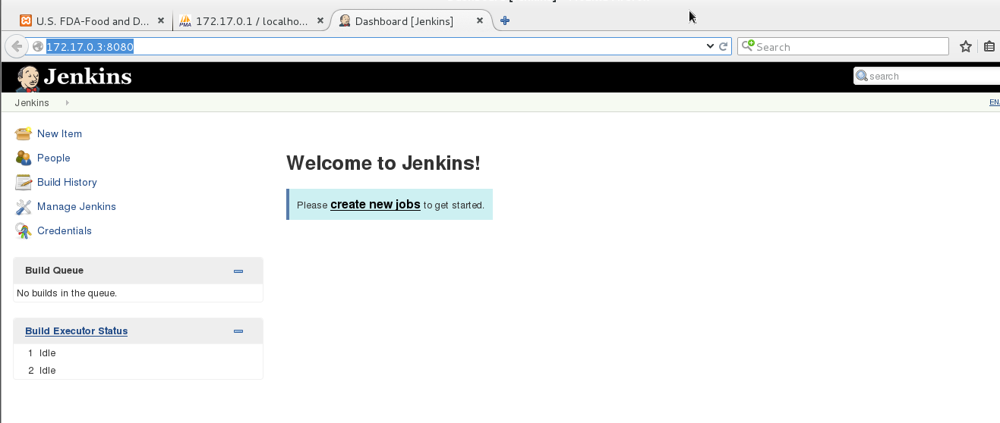 U.S. FDA-Food and D...
172.17.0.1 / localho...
Dashboard [Jenkins]
172.17.0.3:8080
Search
Jenkins
search
Jenkins
EN
New Item
People
Build History
Manage Jenkins
Credentials
Welcome to Jenkins!
Please create new jobs to get started.
Build Queue
No builds in the queue.
Build Executor Status
1 Idle
2 Idle